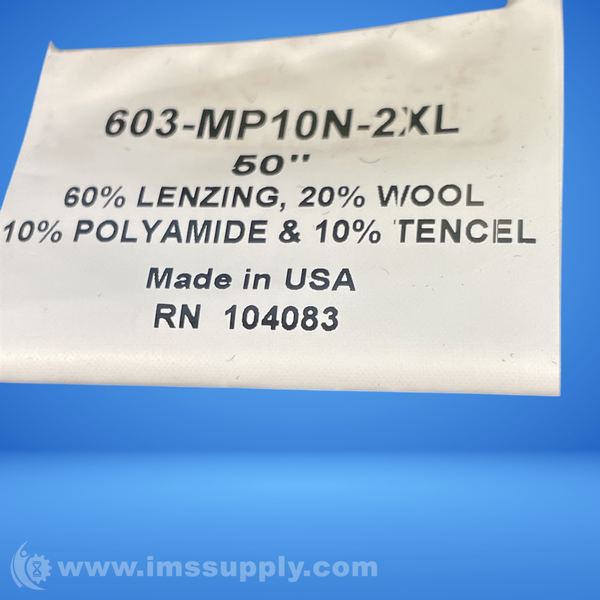 603-MP10N-2XL
50"
60% LENZING, 20% WOOL
10% POLYAMIDE & 10% TENCEL
Made in USA
RN 104083
www.imssupply.com